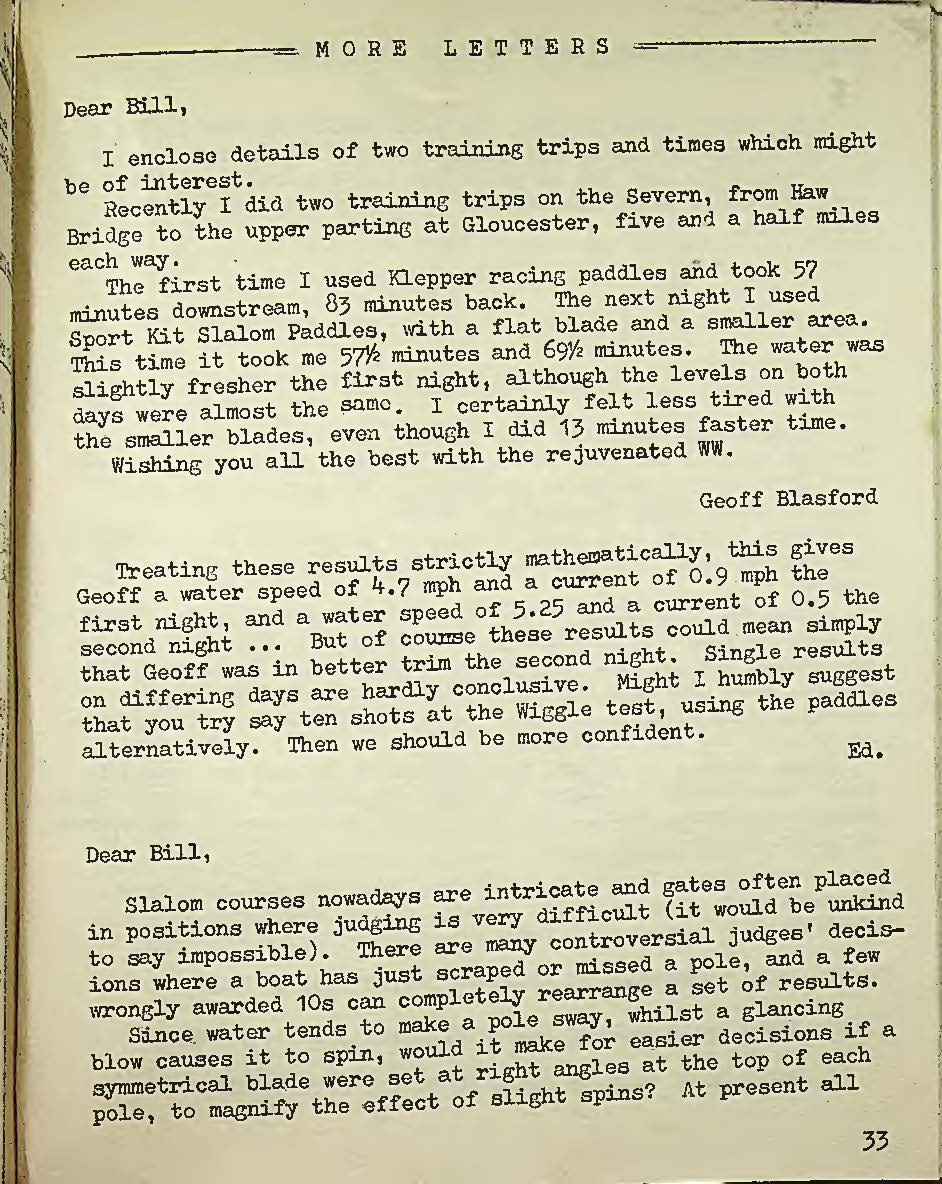 MORE LETTERS
Dear Bill,
I enclose details of two training trips and times which might
be of interest.
Recently I did two training trips on the Severn, from Haw
Bridge to the upper parting at Gloucester, five and a half miles
each way.
The first time I used Klepper racing paddles and took 57
minutes downstream, 83 minutes back. The next night I used
Sport Kit Slalom Paddles, with a flat blade and a smaller area.
This time it took me 57½ minutes and 69½ minutes. The water was
slightly fresher the first night, although the levels on both
days were almost the same. I certainly felt less tired with
the smaller blades, even though I did 13 minutes faster time.
Wishing you all the best with the rejuvenated WW.
Geoff Blasford
Treating these results strictly mathematically, this gives
Geoff a water speed of 4.7 mph and a current of 0.9 mph the
first night, and a water speed of 5.25 and a current of 0.5 the
second night ... But of course these results could mean simply
that Geoff was in better trim the second night. Single results
on differing days are hardly conclusive. Might I humbly suggest
that you try say ten shots at the Wiggle test, using the paddles
alternatively. Then we should be more confident.
Ed.
Dear Bill,
Slalom courses nowadays are intricate and gates often placed
in positions where judging is very difficult (it would be unkind
to say impossible). There are many controversial judges' decis-
ions where a boat has just scraped or missed a pole, and a few
wrongly awarded 10s can completely rearrange a set of results.
Since water tends to make a pole sway, whilst a glancing
blow causes it to spin, would it make for easier decisions if a
symmetrical blade were set at right angles at the top of each
pole, to magnify the effect of slight spins? At present all
33